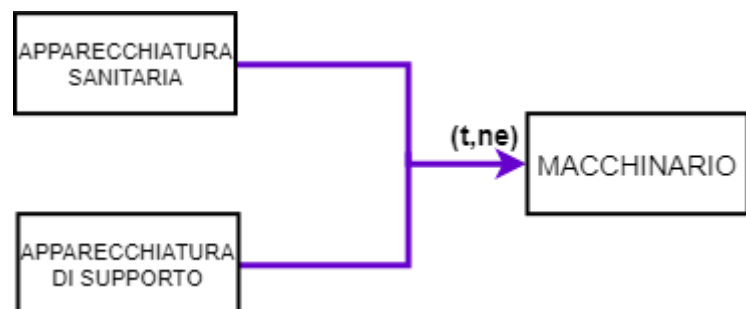 APPARECCHIATURA
SANITARIA
(t,ne)
MACCHINARIO
APPARECCHIATURA
DI SUPPORTO